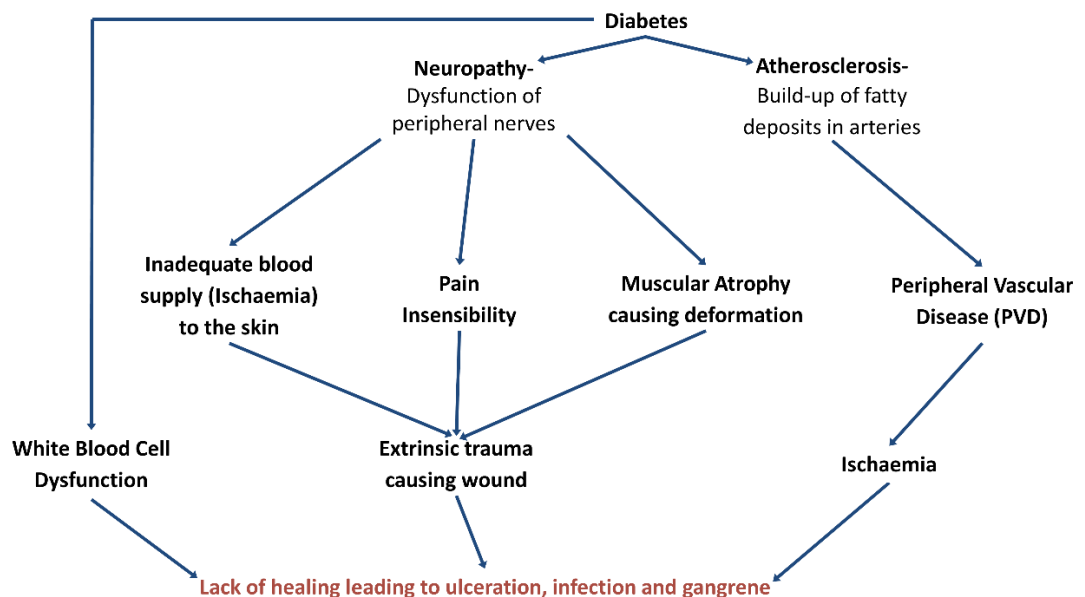 Diabetes
Neuropathy-
Dysfunction of
peripheral nerves
Atherosclerosis-
Build-up of fatty
deposits in arteries
Inadequate blood
supply (Ischaemia)
to the skin
Pain
Insensibility
Muscular Atrophy
causing deformation
Peripheral Vascular
Disease (PVD)
White Blood Cell
Dysfunction
Extrinsic trauma
causing wound
Ischaemia
Lack of healing leading to ulceration, infection and gangrene